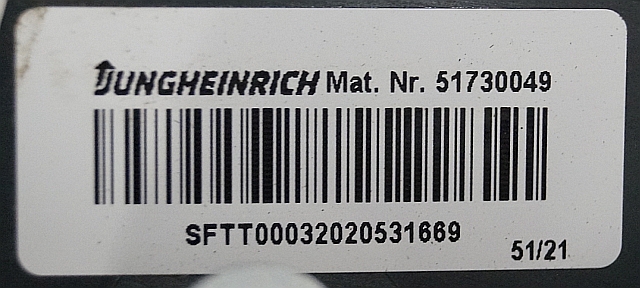 JUNGHEINRICH Mat. Nr. 51730049
SFTT00032020531669
51/21